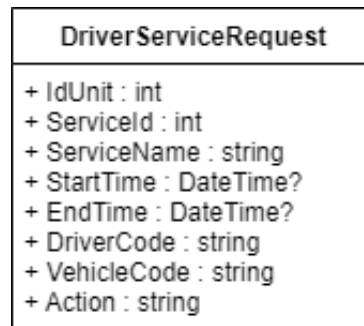 DriverServiceRequest
+ IdUnit : int
+ ServiceId : int
+ ServiceName : string
+ StartTime : DateTime?
+ EndTime : DateTime?
+ DriverCode : string
+ VehicleCode : string
+ Action : string